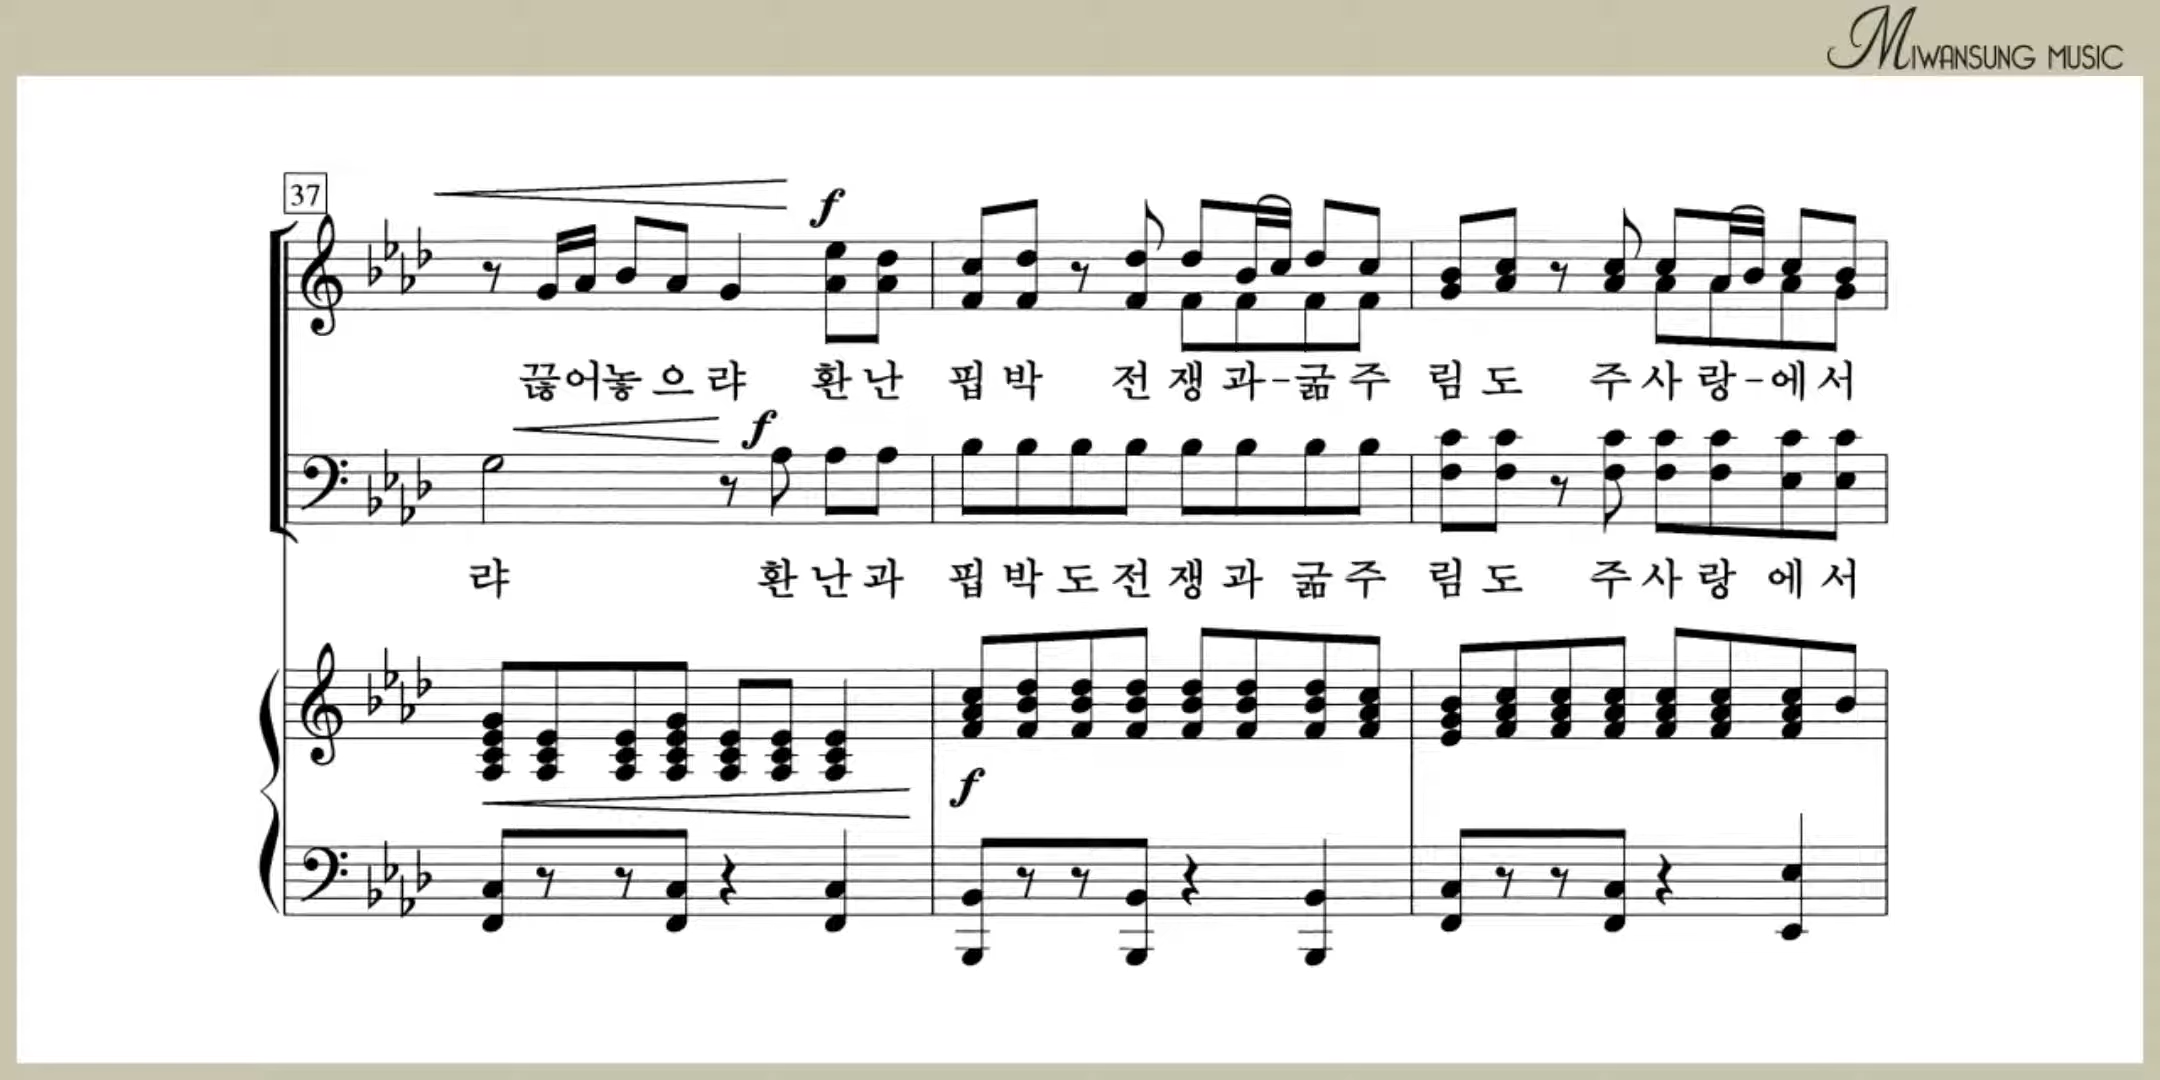 MIWANSUNG MUSIC
37
f
끊어놓으랴 환난 핍박 전쟁과-굶주림도 주사랑-에서
f
랴 환난과 핍박도전쟁과 굶주림도 주사랑 에서
f